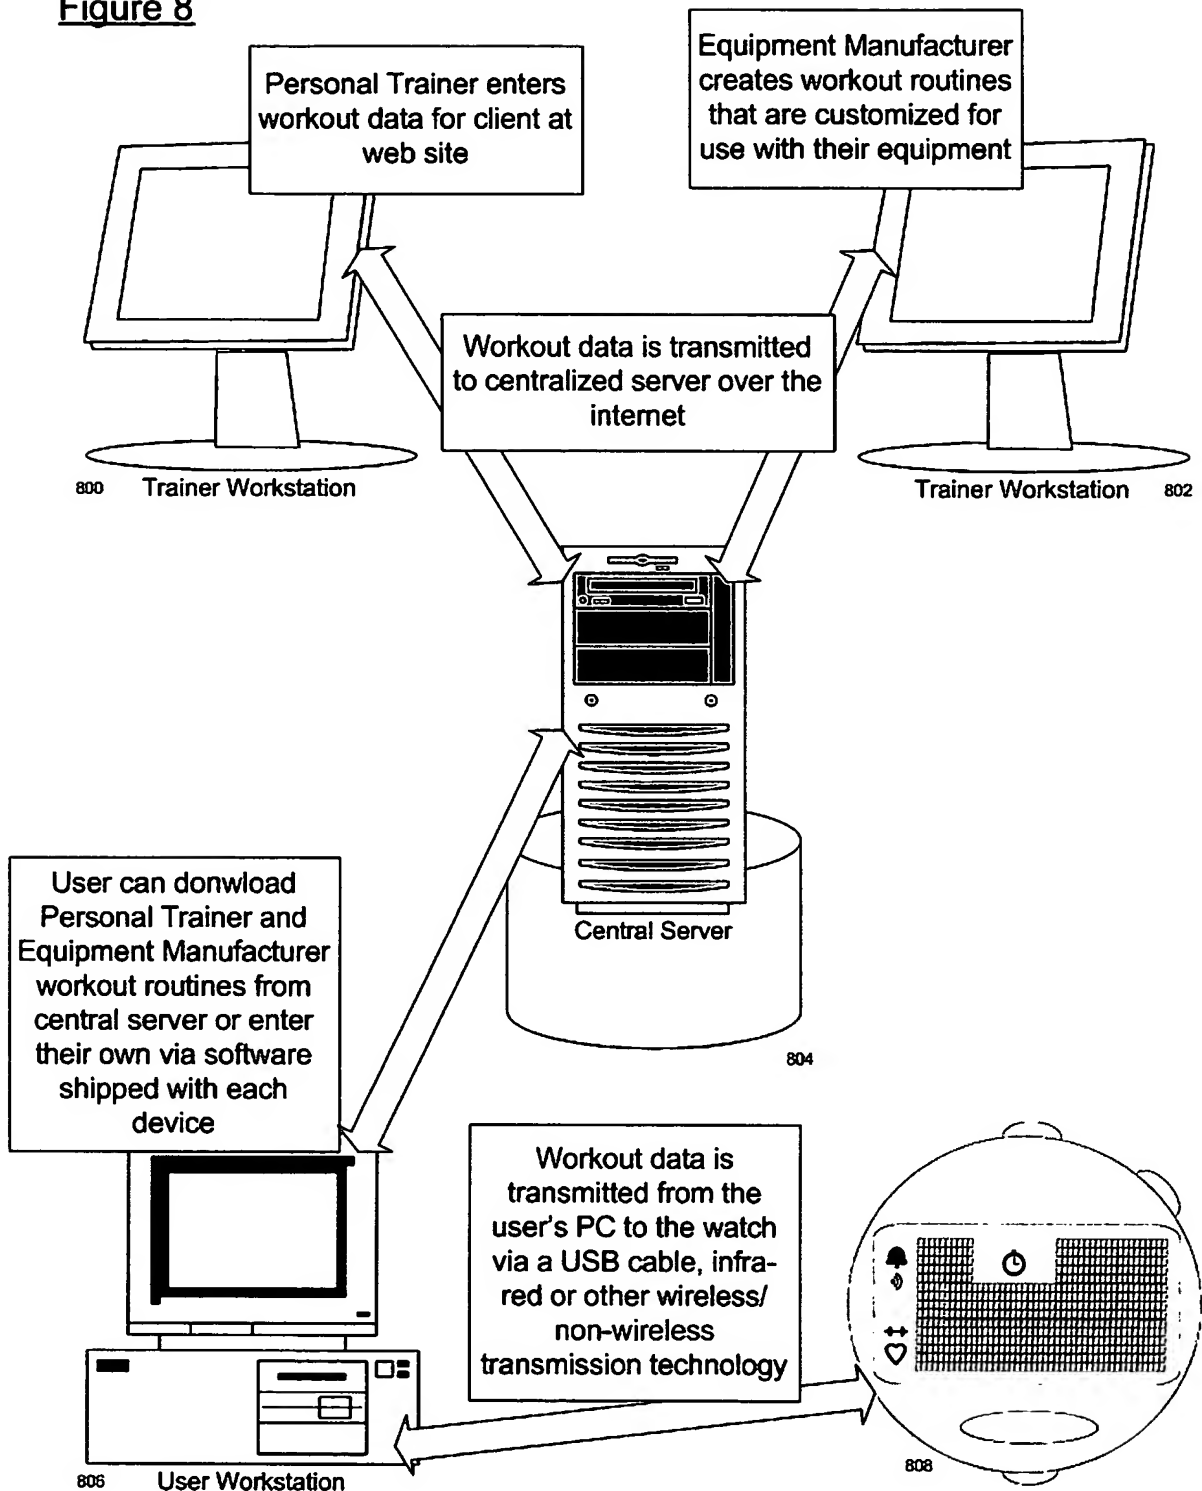 Figure 8
Personal Trainer enters
workout data for client at
web site
Equipment Manufacturer
creates workout routines
that are customized for
use with their equipment
Workout data is transmitted
to centralized server over the
internet
800 Trainer Workstation
Trainer Workstation 802
Central Server
804
User can donwload
Personal Trainer and
Equipment Manufacturer
workout routines from
central server or enter
their own via software
shipped with each
device
Workout data is
transmitted from the
user's PC to the watch
via a USB cable, infra-
red or other wireless/
non-wireless
transmission technology
806 User Workstation
808